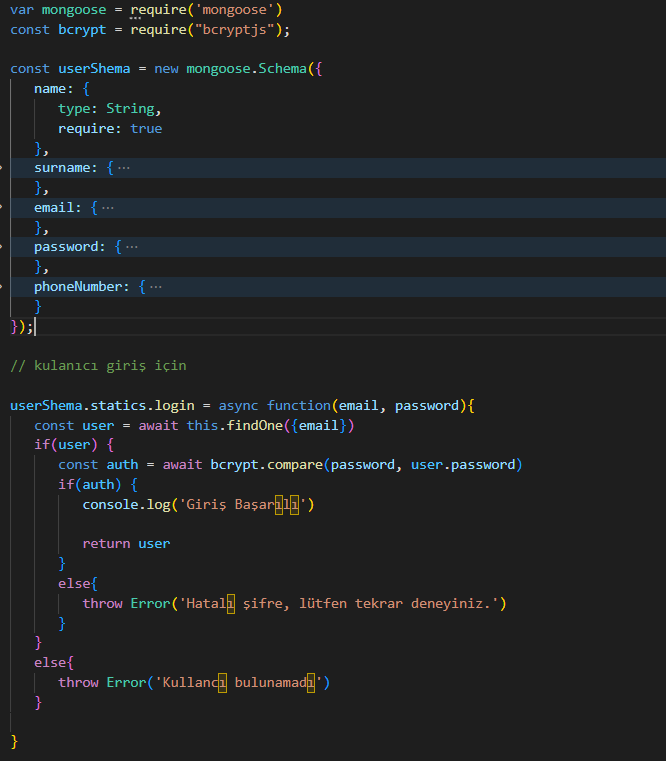 var mongoose = require('mongoose')
const bcrypt = require("bcryptjs");
const userShema = new mongoose.Schema({
name: {
type: String,
require: true
},
surname: { ···
},
email: { ···
},
password: { ···
},
phoneNumber: { ···
}
});
// kulanıcı giriş için
userShema.statics.login = async function(email, password){
const user = await this.findOne({email})
if(user) {
const auth = await bcrypt.compare(password, user.password)
if(auth) {
console.log('Giriş Başarılı')
return user
}
else{
throw Error('Hatalı şifre, lütfen tekrar deneyiniz.')
}
}
else{
throw Error('Kullancı bulunamadı')
}
}